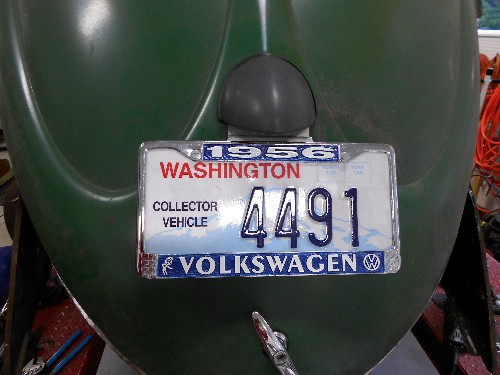 1956
WASHINGTON
COLLECTOR
VEHICLE
4491
VOLKSWAGEN